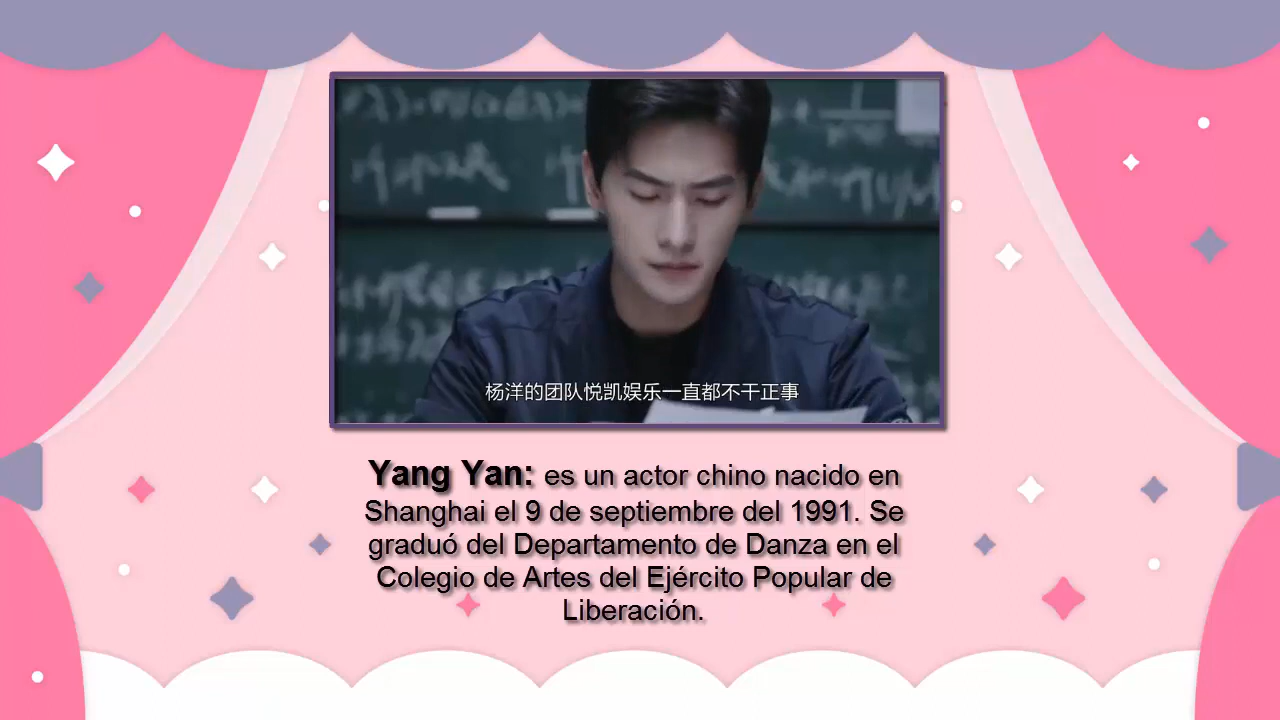 杨洋的团队悦凯娱乐一直都不干正事
Yang Yan: es un actor chino nacido en
Shanghai el 9 de septiembre del 1991. Se
graduó del Departamento de Danza en el
Colegio de Artes del Ejército Popular de
Liberación.